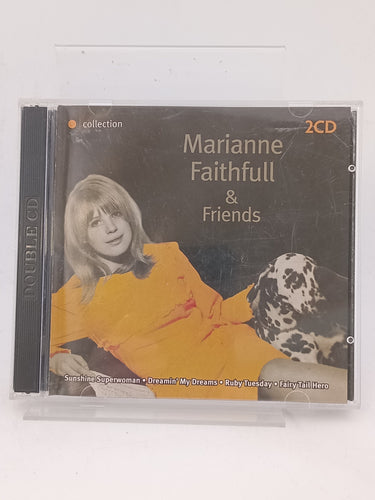 collection
2CD
Marianne
Faithfull
&
Friends
DOUBLE CD
Sunshine Superwoman • Dreamin' My Dreams • Ruby Tuesday • Fairy Tail Hero